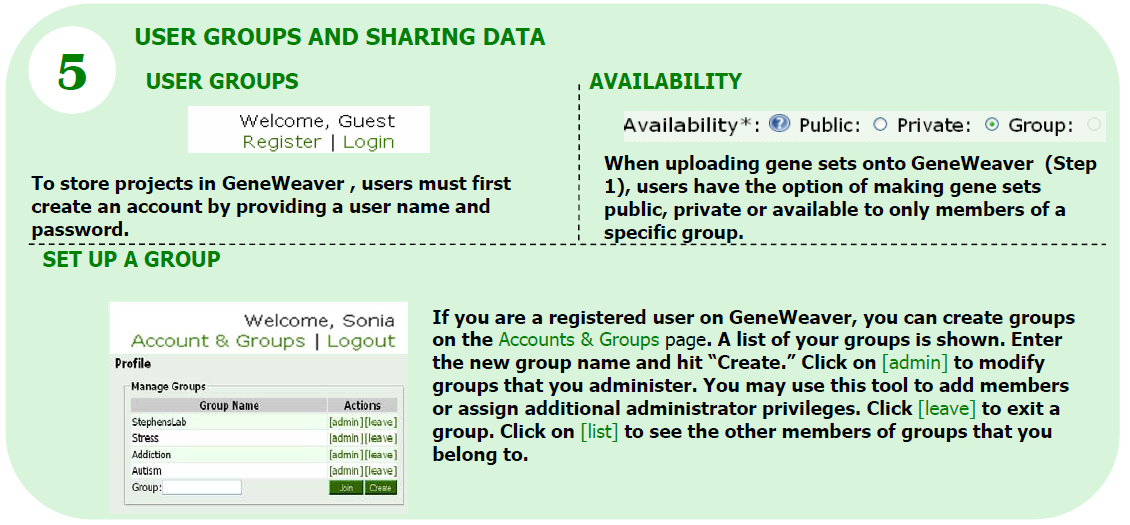 5
USER GROUPS AND SHARING DATA
USER GROUPS
Welcome, Guest
Register | Login
To store projects in GeneWeaver , users must first
create an account by providing a user name and
password.
AVAILABILITY
Availability*: ? Public: Private: Group:
When uploading gene sets onto GeneWeaver (Step
1), users have the option of making gene sets
public, private or available to only members of a
specific group.
SET UP A GROUP
Welcome, Sonia
Account & Groups | Logout
Profile
Manage Groups
Group Name Actions
StephensLab [admin][leave]
Stress [admin][leave]
Addiction [admin][leave]
Autism [admin][leave]
Group: Join Create
If you are a registered user on GeneWeaver, you can create groups
on the Accounts & Groups page. A list of your groups is shown. Enter
the new group name and hit “Create.” Click on [admin] to modify
groups that you administer. You may use this tool to add members
or assign additional administrator privileges. Click [leave] to exit a
group. Click on [list] to see the other members of groups that you
belong to.